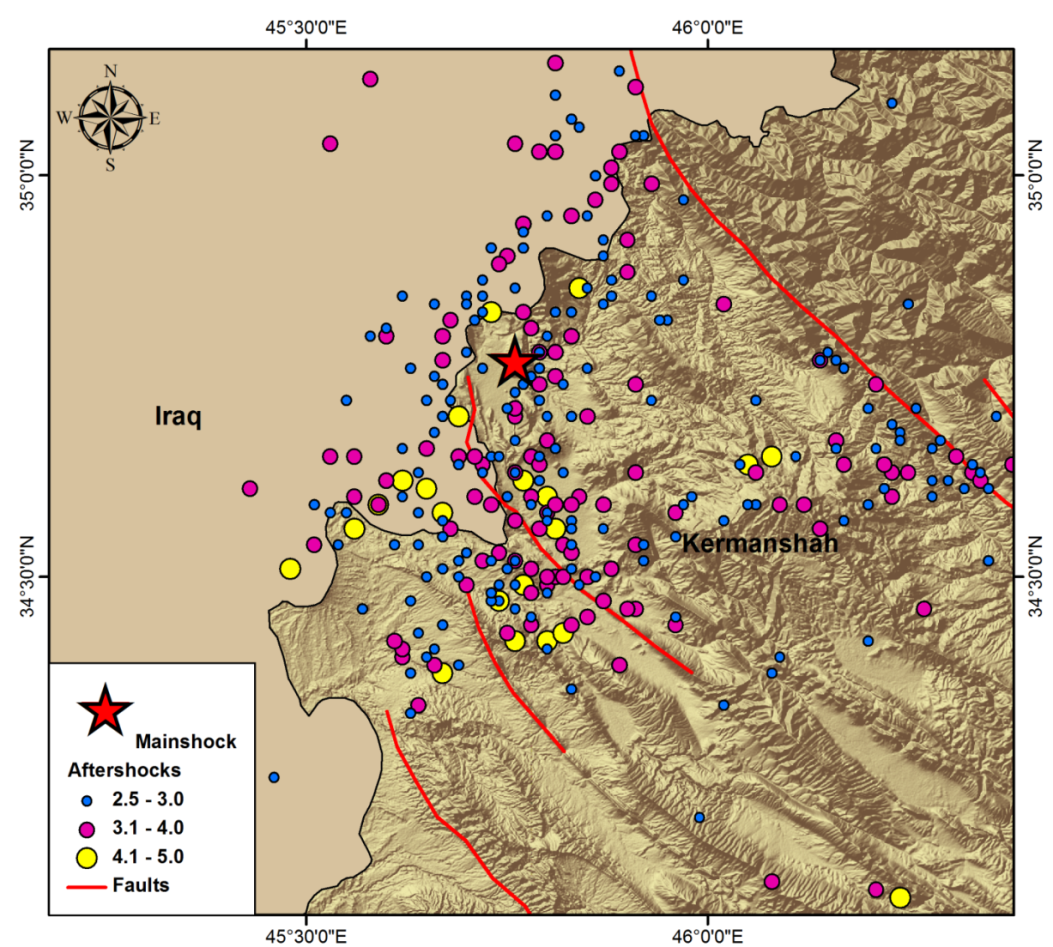 45°30'0"E 46°0'0"E
N
W E
S
35°0'0"N 35°0'0"N
Iraq
Kermanshah
34°30'0"N 34°30'0"N
Mainshock
Aftershocks
2.5 - 3.0
3.1 - 4.0
4.1 - 5.0
Faults
45°30'0"E 46°0'0"E